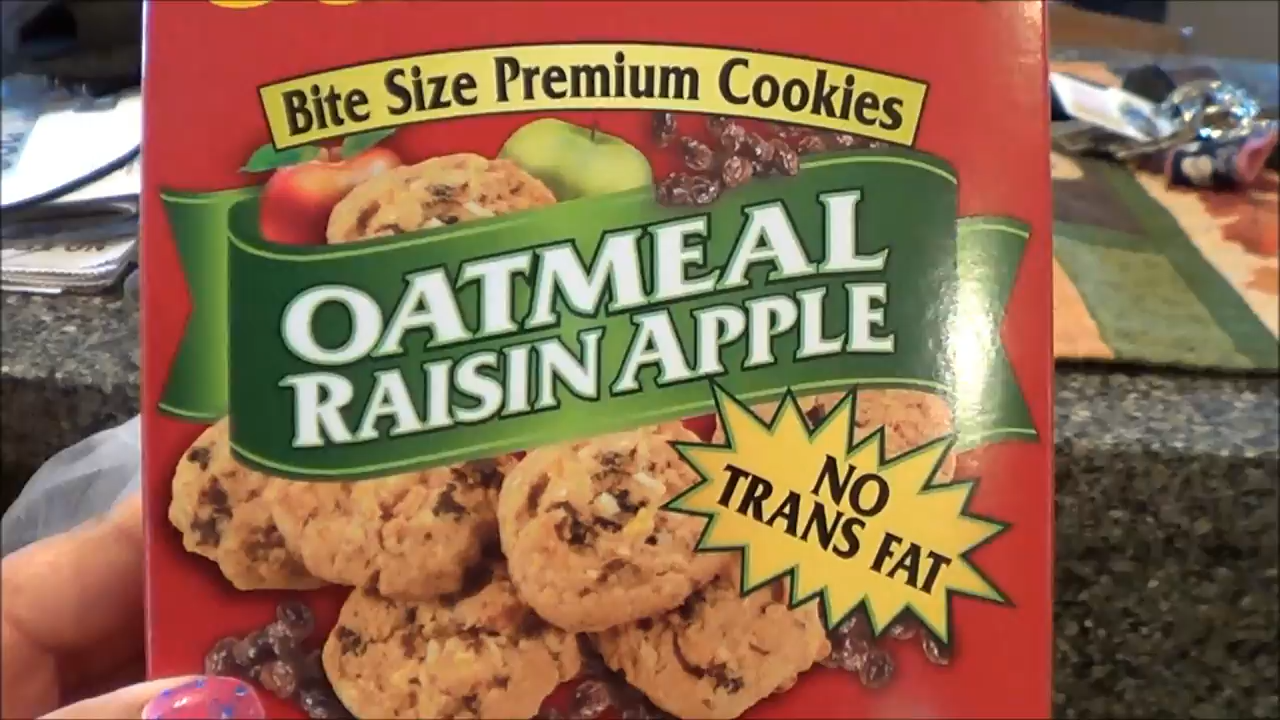 Bite Size Premium Cookies
OATMEAL
RAISIN APPLE
NO
TRANS FAT